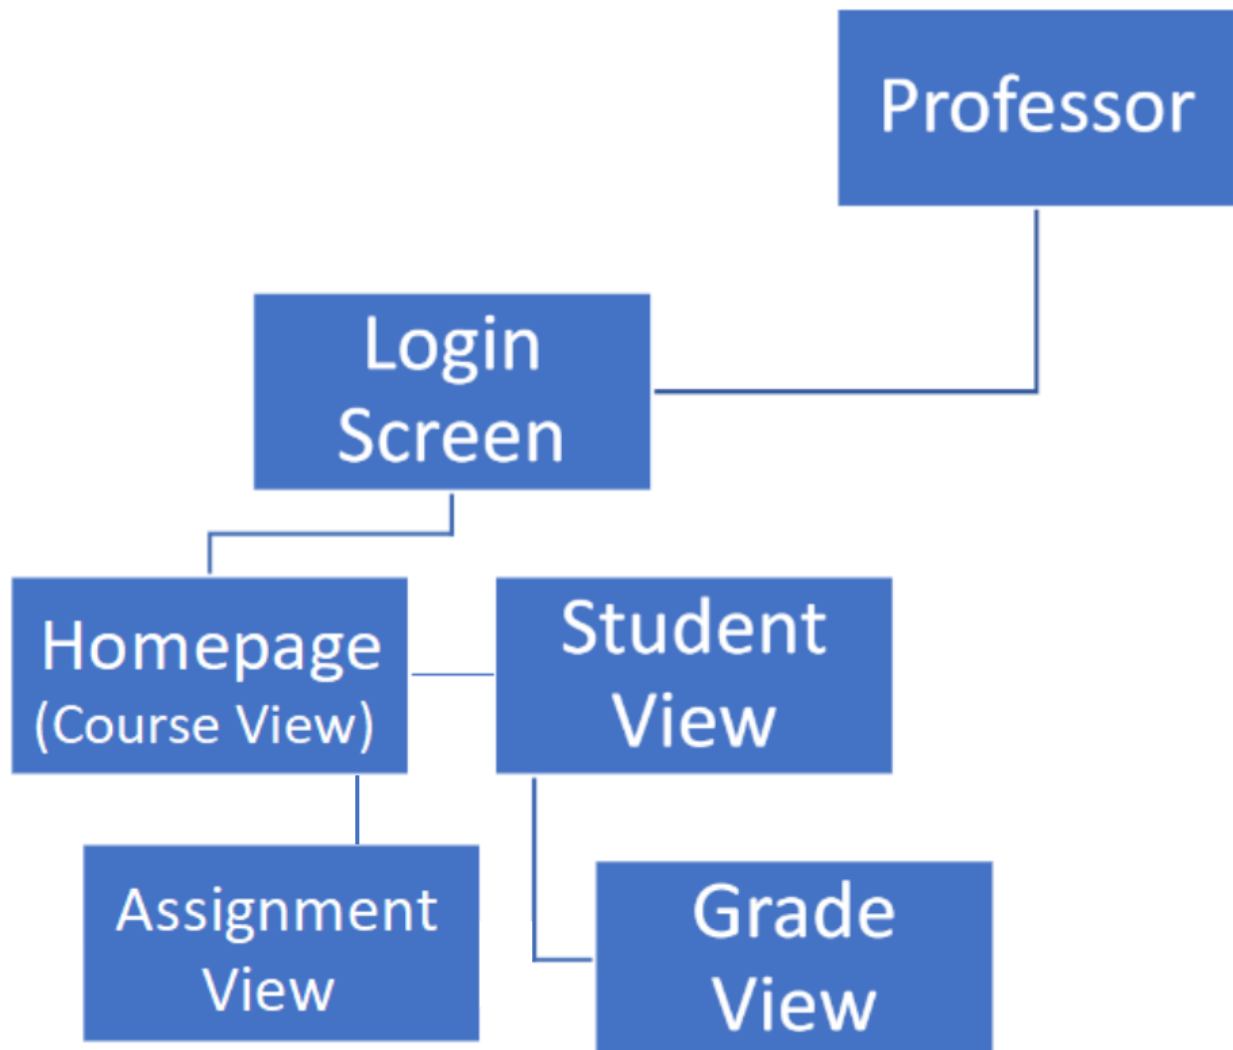 Professor
Login
Screen
Homepage
(Course View)
Student
View
Assignment
View
Grade
View